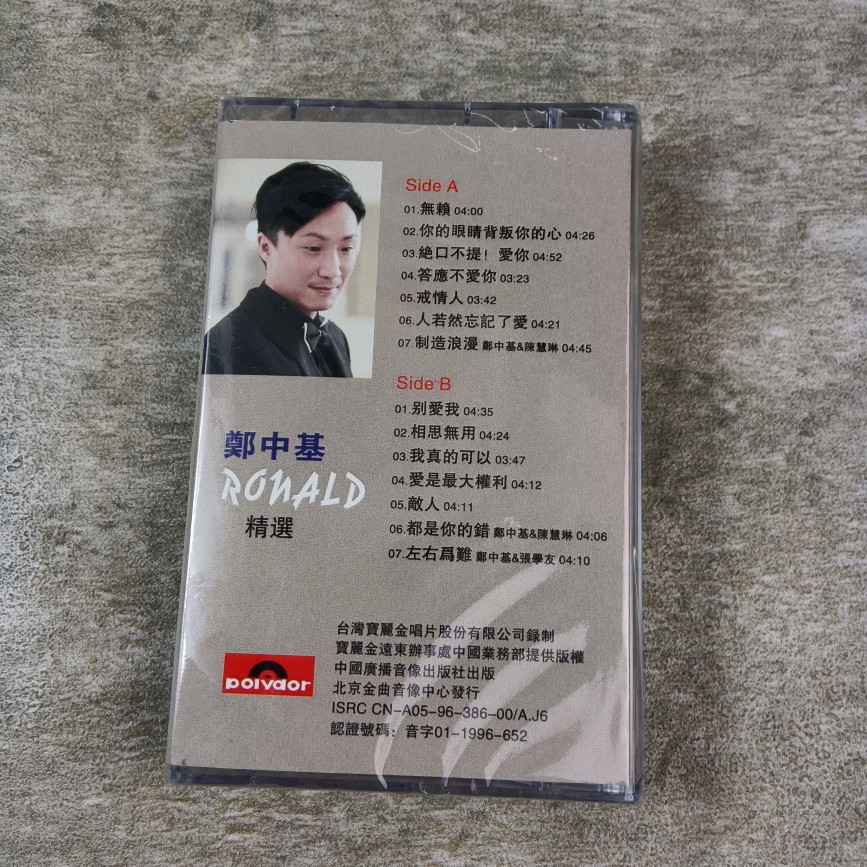 Side A
01.無賴 04:00
02.你的眼睛背叛你的心 04:26
03.絕口不提！愛你 04:52
04.答應不愛你 03:23
05.戒情人 03:42
06.人若然忘記了愛 04:21
07.制造浪漫 鄭中基&陳慧琳 04:45
Side B
01.别愛我 04:35
02.相思無用 04:24
03.我真的可以 03:47
04.愛是最大權利 04:12
05.敵人 04:11
06.都是你的錯 鄭中基&陳慧琳 04:06
07.左右爲難 鄭中基&張學友 04:10
鄭中基
RONALD
精選
polydor
台灣寶麗金唱片股份有限公司錄制
寶麗金遠東辦事處中國業務部提供版權
中國廣播音像出版社出版
北京金曲音像中心發行
ISRC CN-A05-96-386-00/A.J6
認證號碼：音字01-1996-652